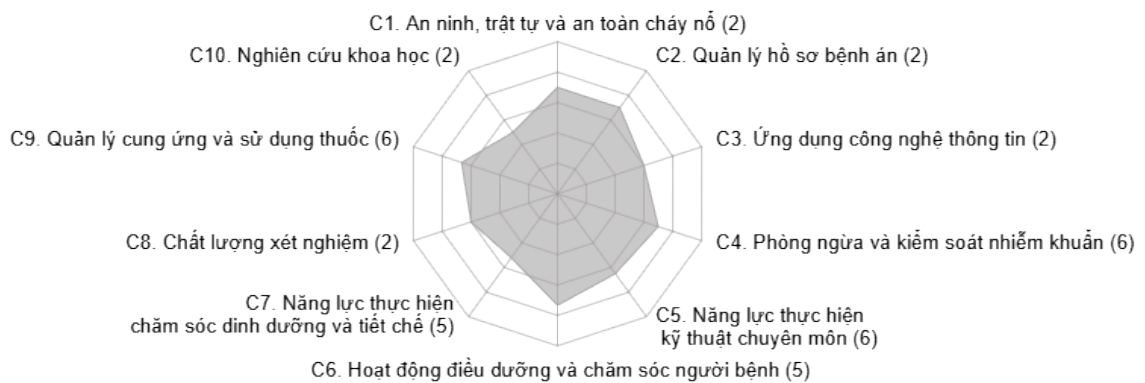 C1. An ninh, trật tự và an toàn cháy nổ (2)
C2. Quản lý hồ sơ bệnh án (2)
C3. Ứng dụng công nghệ thông tin (2)
C4. Phòng ngừa và kiểm soát nhiễm khuẩn (6)
C5. Năng lực thực hiện
kỹ thuật chuyên môn (6)
C6. Hoạt động điều dưỡng và chăm sóc người bệnh (5)
C7. Năng lực thực hiện
chăm sóc dinh dưỡng và tiết chế (5)
C8. Chất lượng xét nghiệm (2)
C9. Quản lý cung ứng và sử dụng thuốc (6)
C10. Nghiên cứu khoa học (2)